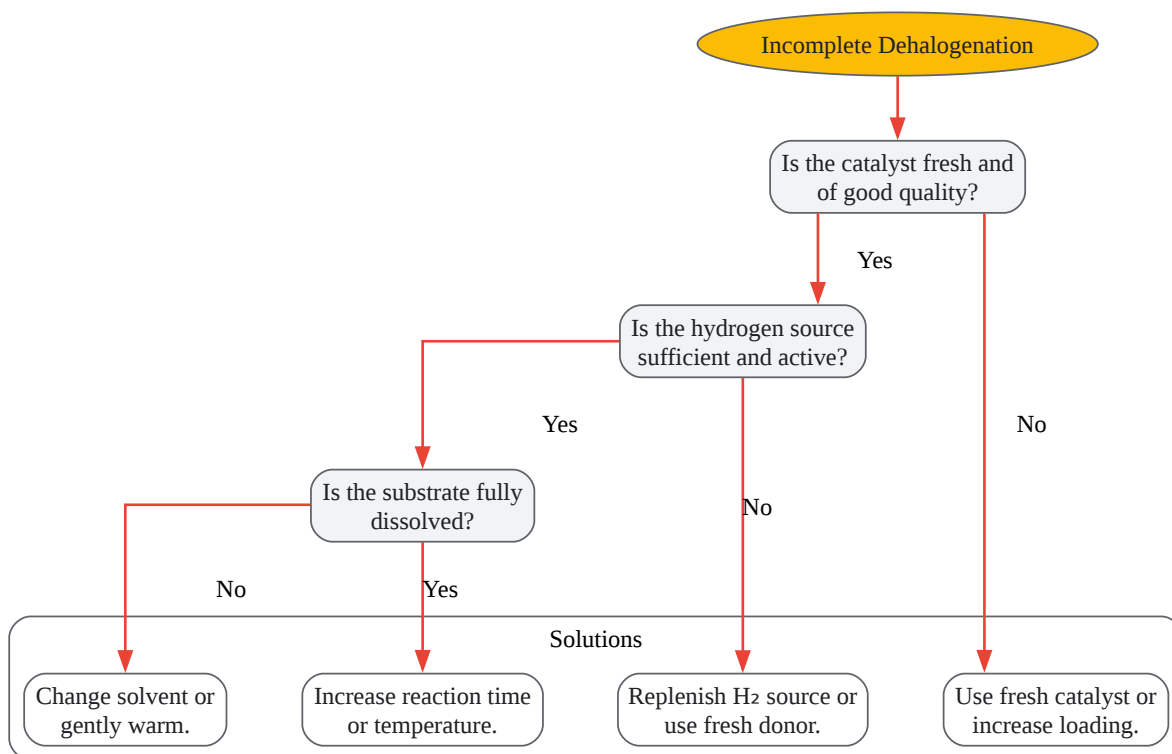 Incomplete Dehalogenation
Is the catalyst fresh and
of good quality?
Yes
Is the hydrogen source
sufficient and active?
Yes
No
Is the substrate fully
dissolved?
No
No
Yes
Solutions
Change solvent or
gently warm.
Increase reaction time
or temperature.
Replenish H₂ source or
use fresh donor.
Use fresh catalyst or
increase loading.